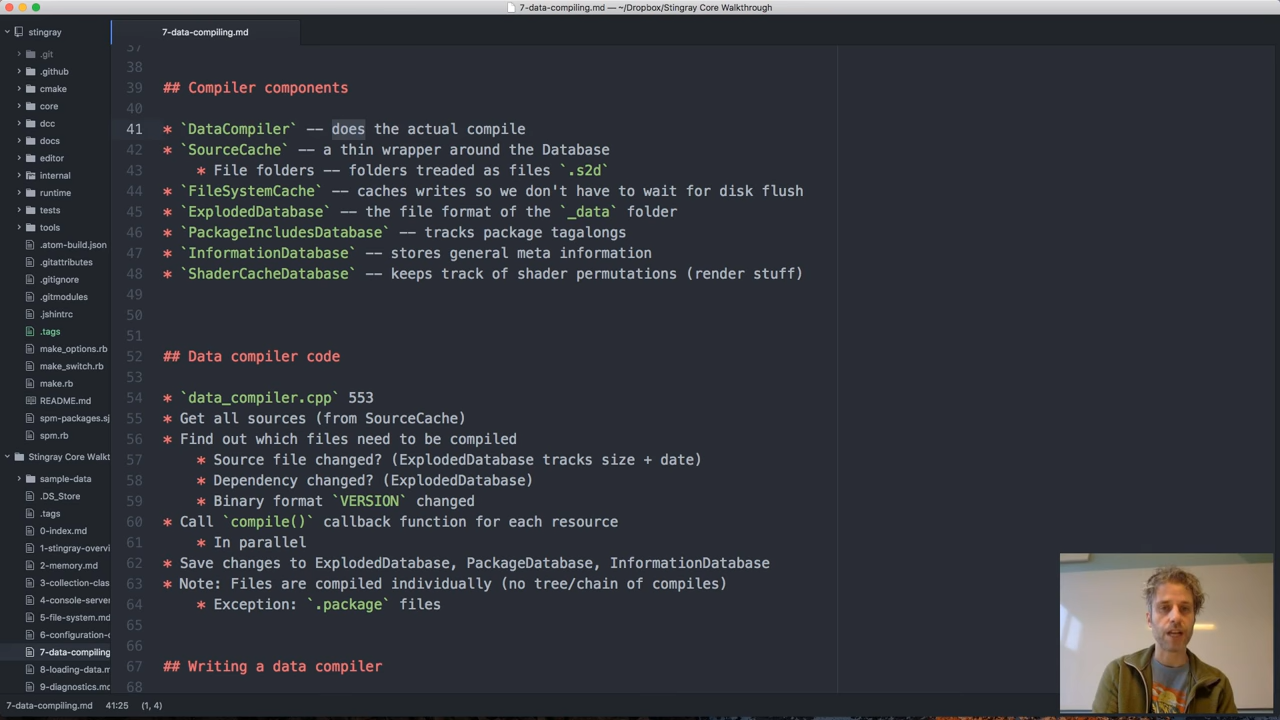 7-data-compiling.md — ~/Dropbox/Stingray Core Walkthrough
stingray
.git
.github
cmake
core
dcc
docs
editor
internal
runtime
tests
tools
.atom-build.json
.gitattributes
.gitignore
.gitmodules
.jshintrc
.tags
make_options.rb
make_switch.rb
make.rb
README.md
spm-packages.sj
spm.rb
Stingray Core Walkt
sample-data
.DS_Store
.tags
0-index.md
1-stingray-overvi
2-memory.md
3-collection-clas
4-console-server
5-file-system.md
6-configuration-c
7-data-compiling
8-loading-data.m
9-diagnostics.md
7-data-compiling.md
37
38
39 ## Compiler components
40
41 * `DataCompiler` -- does the actual compile
42 * `SourceCache` -- a thin wrapper around the Database
43 * File folders -- folders treaded as files `.s2d`
44 * `FileSystemCache` -- caches writes so we don't have to wait for disk flush
45 * `ExplodedDatabase` -- the file format of the `_data` folder
46 * `PackageIncludesDatabase` -- tracks package tagalongs
47 * `InformationDatabase` -- stores general meta information
48 * `ShaderCacheDatabase` -- keeps track of shader permutations (render stuff)
49
50
51
52 ## Data compiler code
53
54 * `data_compiler.cpp` 553
55 * Get all sources (from SourceCache)
56 * Find out which files need to be compiled
57 * Source file changed? (ExplodedDatabase tracks size + date)
58 * Dependency changed? (ExplodedDatabase)
59 * Binary format `VERSION` changed
60 * Call `compile()` callback function for each resource
61 * In parallel
62 * Save changes to ExplodedDatabase, PackageDatabase, InformationDatabase
63 * Note: Files are compiled individually (no tree/chain of compiles)
64 * Exception: `.package` files
65
66
67 ## Writing a data compiler
68
7-data-compiling.md 41:25 (1, 4)